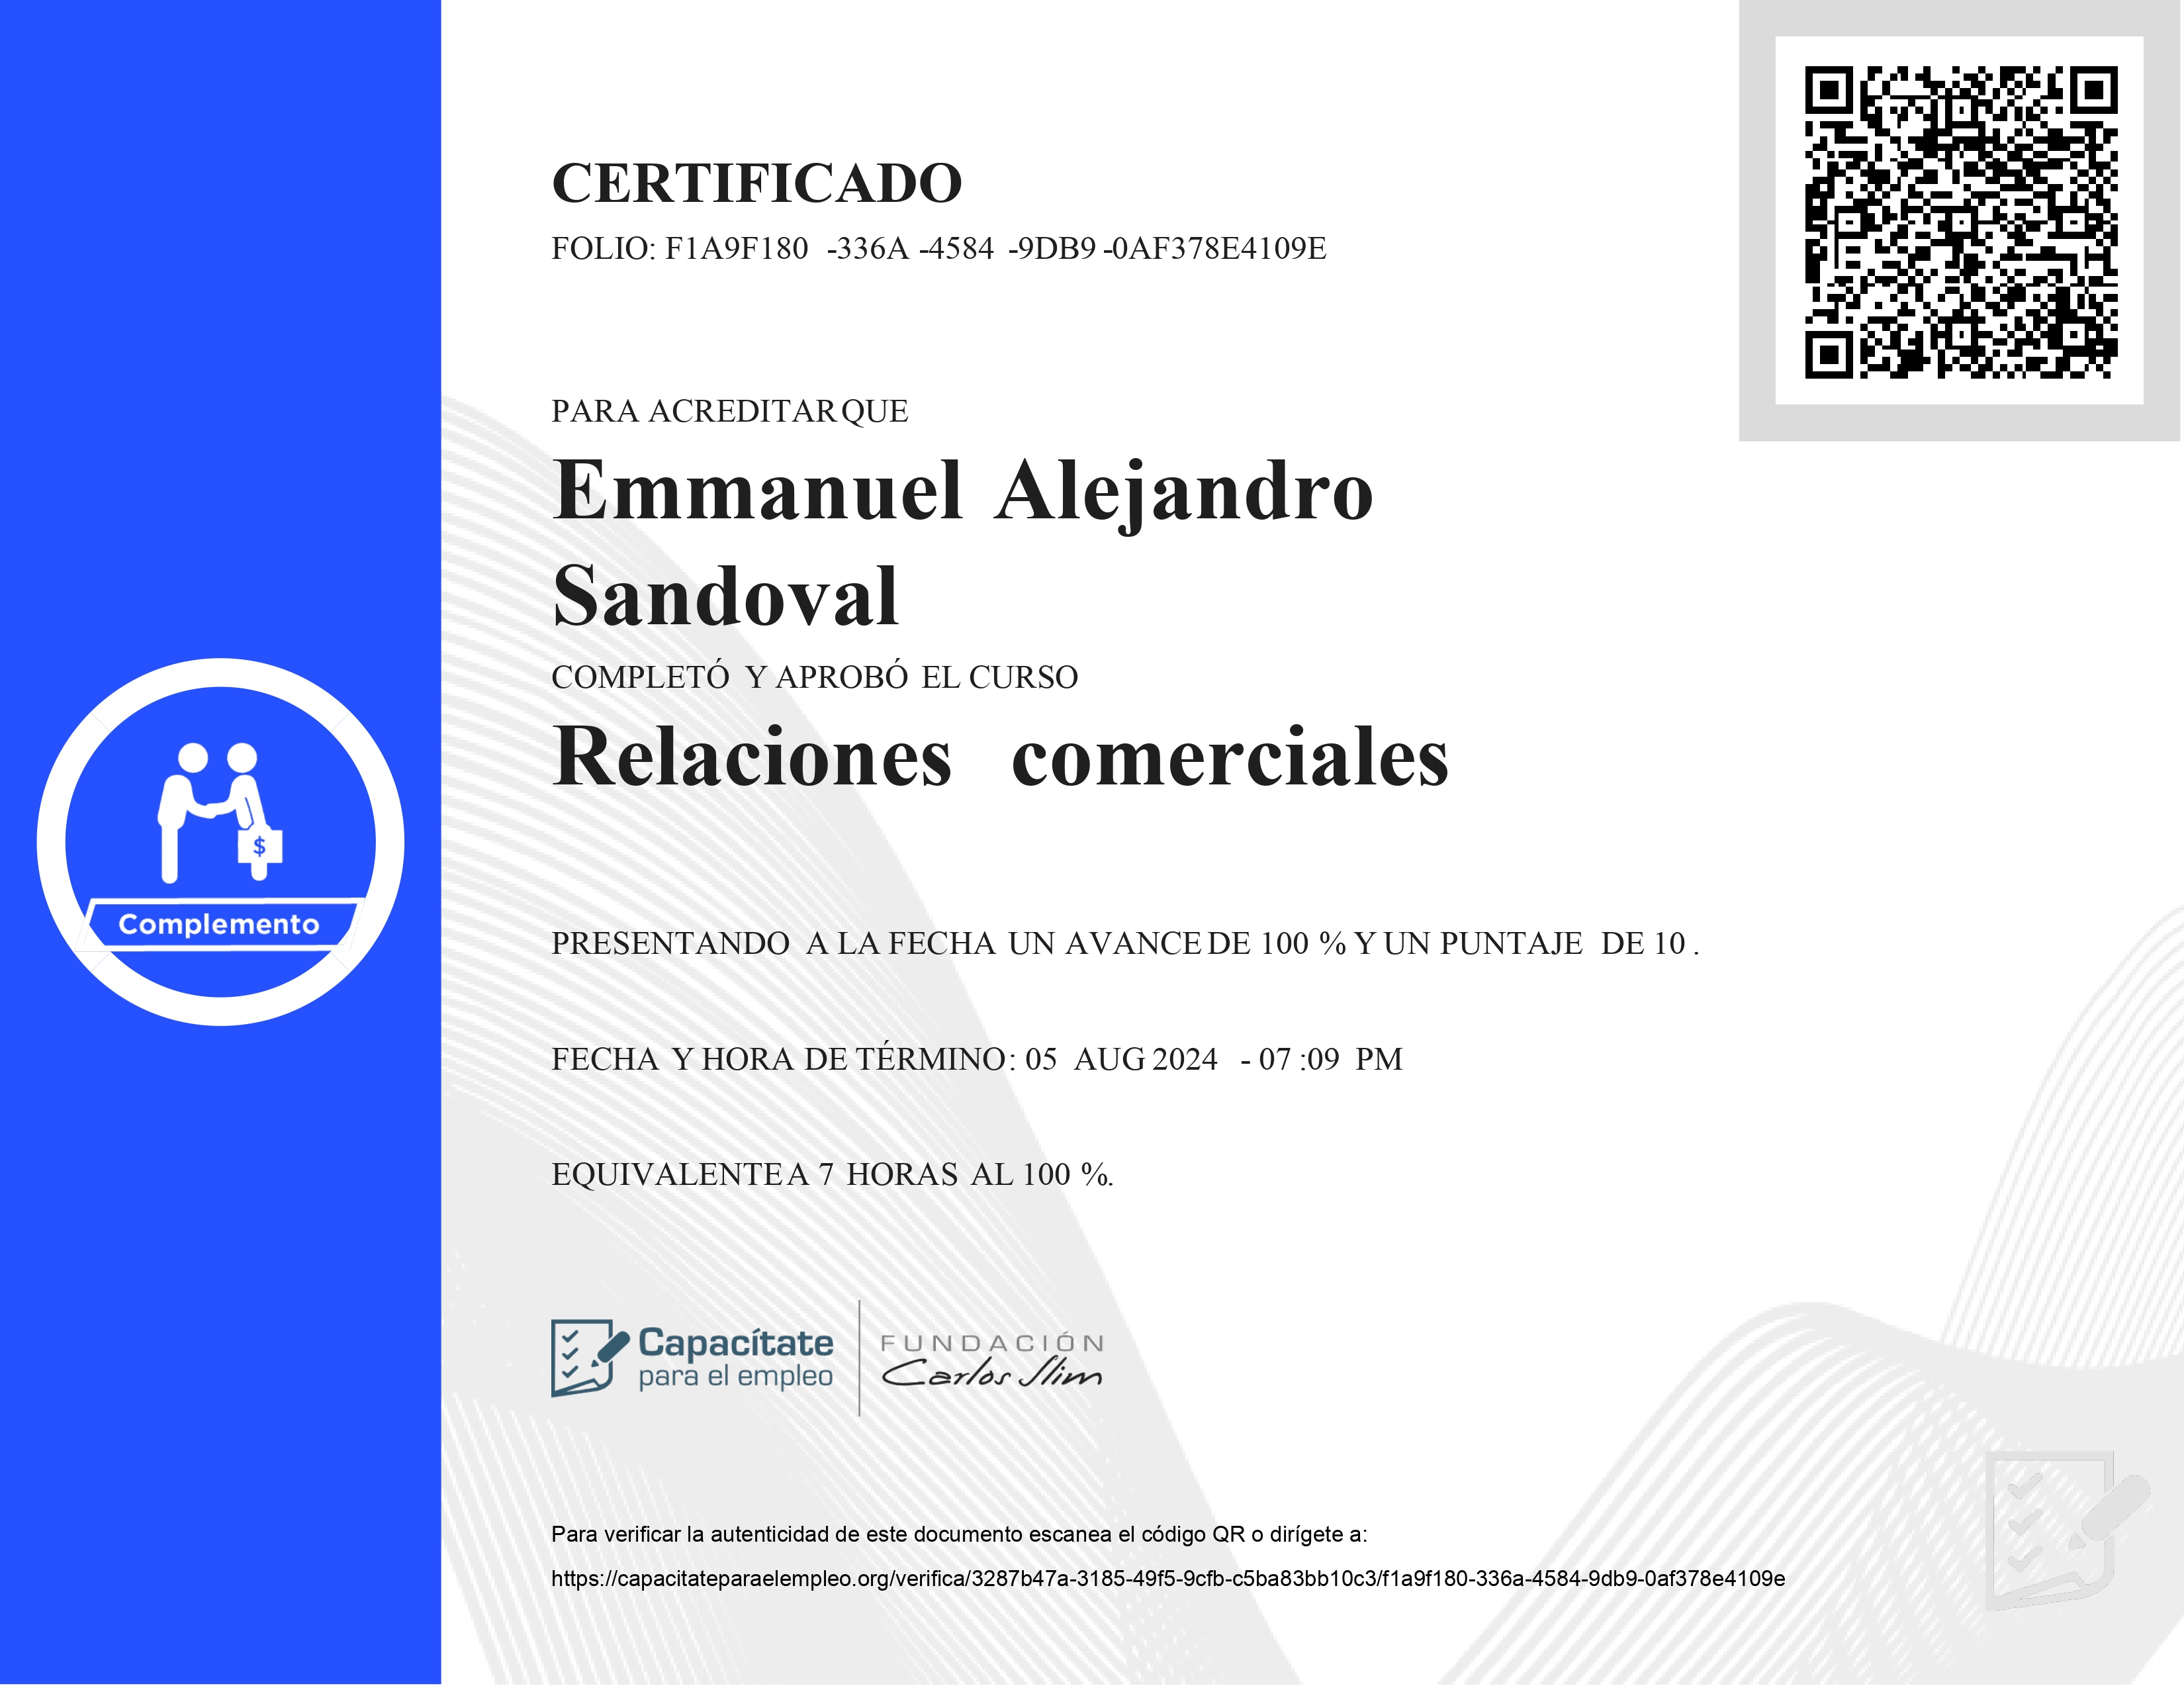 CERTIFICADO
FOLIO: F1A9F180 -336A -4584 -9DB9 -0AF378E4109E
PARA ACREDITAR QUE
Emmanuel Alejandro
Sandoval
COMPLETÓ Y APROBÓ EL CURSO
Relaciones comerciales
$
Complemento
PRESENTANDO A LA FECHA UN AVANCE DE 100 % Y UN PUNTAJE DE 10 .
FECHA Y HORA DE TÉRMINO: 05 AUG 2024 - 07 :09 PM
EQUIVALENTE A 7 HORAS AL 100 %.
Capacítate
para el empleo
FUNDACIÓN
Carlos Slim
Para verificar la autenticidad de este documento escanea el código QR o dirígete a:
https://capacitateparaelempleo.org/verifica/3287b47a-3185-49f5-9cfb-c5ba83bb10c3/f1a9f180-336a-4584-9db9-0af378e4109e